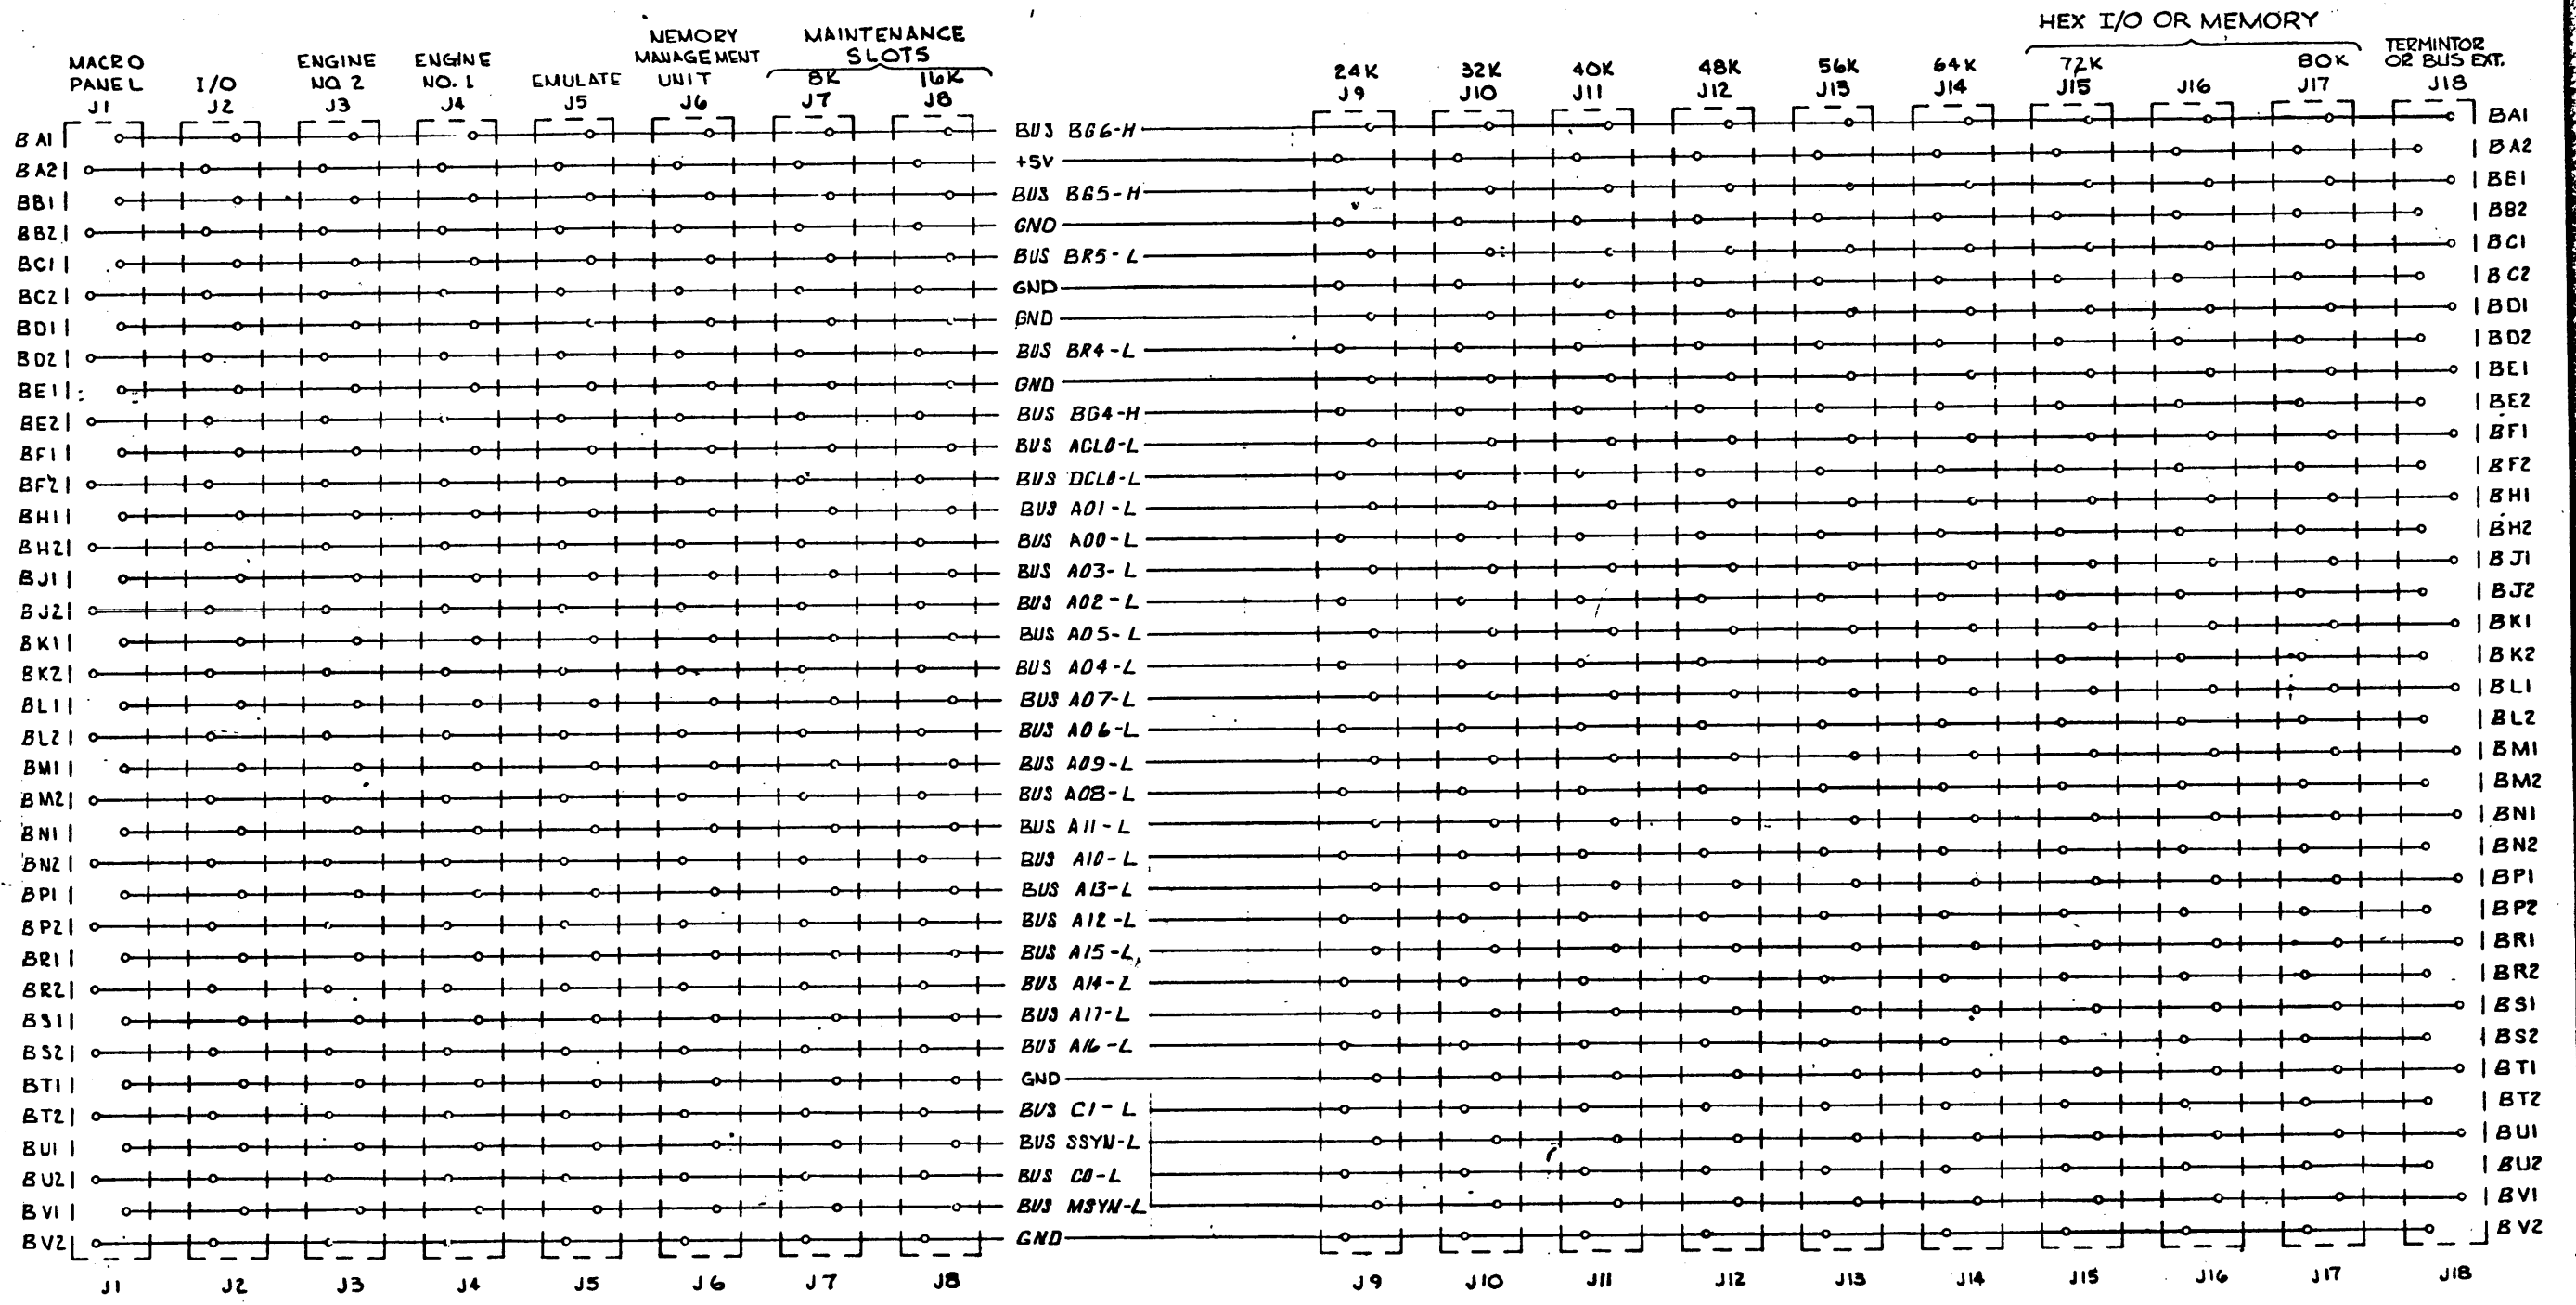 HEX I/O OR MEMORY
MEMORY MAINTENANCE
MACRO ENGINE ENGINE MANAGEMENT SLOTS TERMINTOR
PANEL I/O NO 2 NO. 1 EMULATE UNIT 8K 16K 24K 32K 40K 48K 56K 64K 72K 80K OR BUS EXT.
J1 J2 J3 J4 J5 J6 J7 J8 J9 J10 J11 J12 J13 J14 J15 J16 J17 J18
BA1 BUS BG6-H BA1
BA2 +5V BA2
BB1 BUS BG5-H BE1
BB2 GND BB2
BC1 BUS BR5-L BC1
BC2 GND BC2
BD1 GND BD1
BD2 BUS BR4-L BD2
BE1 GND BE1
BE2 BUS BG4-H BE2
BF1 BUS ACL0-L BF1
BF2 BUS DCL0-L BF2
BH1 BUS A01-L BH1
BH2 BUS A00-L BH2
BJ1 BUS A03-L BJ1
BJ2 BUS A02-L BJ2
BK1 BUS A05-L BK1
BK2 BUS A04-L BK2
BL1 BUS A07-L BL1
BL2 BUS A06-L BL2
BM1 BUS A09-L BM1
BM2 BUS A08-L BM2
BN1 BUS A11-L BN1
BN2 BUS A10-L BN2
BP1 BUS A13-L BP1
BP2 BUS A12-L BP2
BR1 BUS A15-L BR1
BR2 BUS A14-L BR2
BS1 BUS A17-L BS1
BS2 BUS A16-L BS2
BT1 GND BT1
BT2 BUS C1-L BT2
BU1 BUS SSYN-L BU1
BU2 BUS C0-L BU2
BV1 BUS MSYN-L BV1
BV2 GND BV2
J1 J2 J3 J4 J5 J6 J7 J8 J9 J10 J11 J12 J13 J14 J15 J16 J17 J18